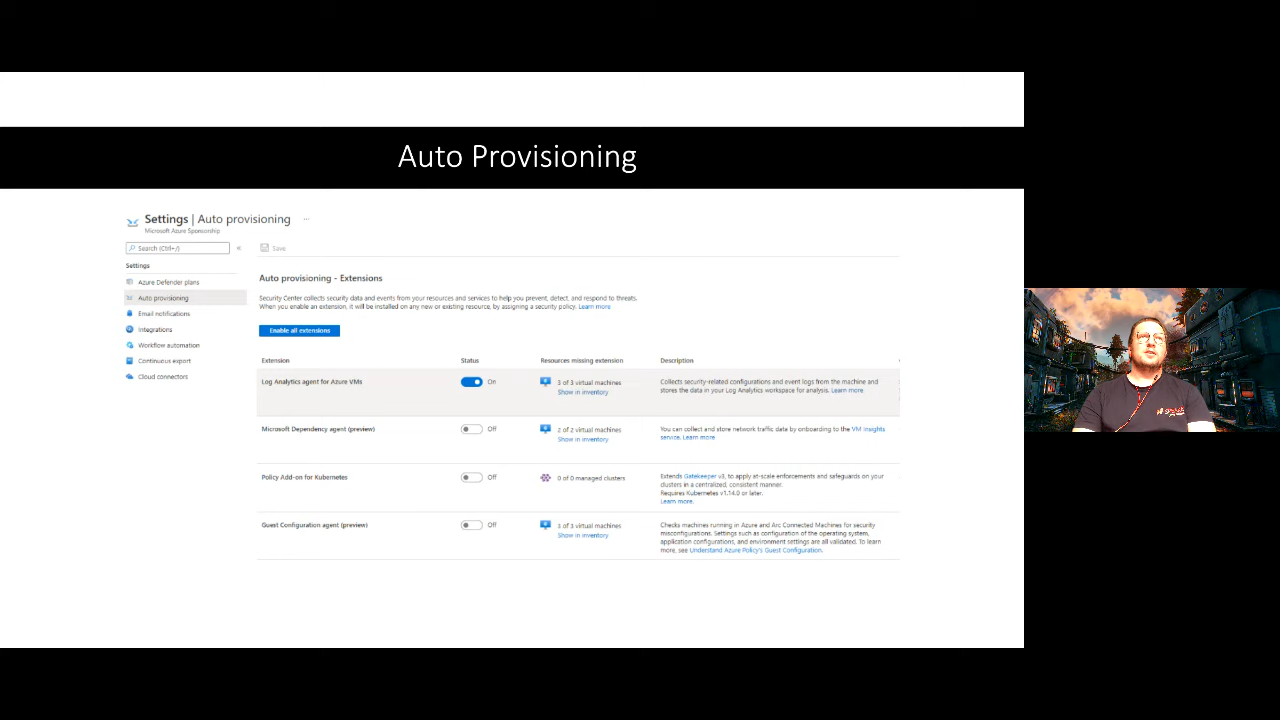 Auto Provisioning
Settings | Auto provisioning ...
Microsoft Azure Sponsorship
Search (Ctrl+/)
«
Save
Settings
Azure Defender plans
Auto provisioning
Email notifications
Integrations
Workflow automation
Continuous export
Cloud connectors
Auto provisioning - Extensions
Security Center collects security data and events from your resources and services to help you prevent, detect, and respond to threats.
When you enable an extension, it will be installed on any new or existing resource, by assigning a security policy. Learn more
Enable all extensions
Extension Status Resources missing extension Description
Log Analytics agent for Azure VMs On 3 of 3 virtual machines
Show in inventory
Collects security-related configurations and event logs from the machine and
stores the data in your Log Analytics workspace for analysis. Learn more
Microsoft Dependency agent (preview) Off 2 of 2 virtual machines
Show in inventory
You can collect and store network traffic data by onboarding to the VM Insights
service. Learn more
Policy Add-on for Kubernetes Off 0 of 0 managed clusters
Extends Gatekeeper v3, to apply at-scale enforcements and safeguards on your
clusters in a centralized, consistent manner.
Requires Kubernetes v1.14.0 or later.
Learn more.
Guest Configuration agent (preview) Off 3 of 3 virtual machines
Show in inventory
Checks machines running in Azure and Arc Connected Machines for security
misconfigurations. Settings such as configuration of the operating system,
application configurations, and environment settings are all validated. To learn
more, see Understand Azure Policy's Guest Configuration.